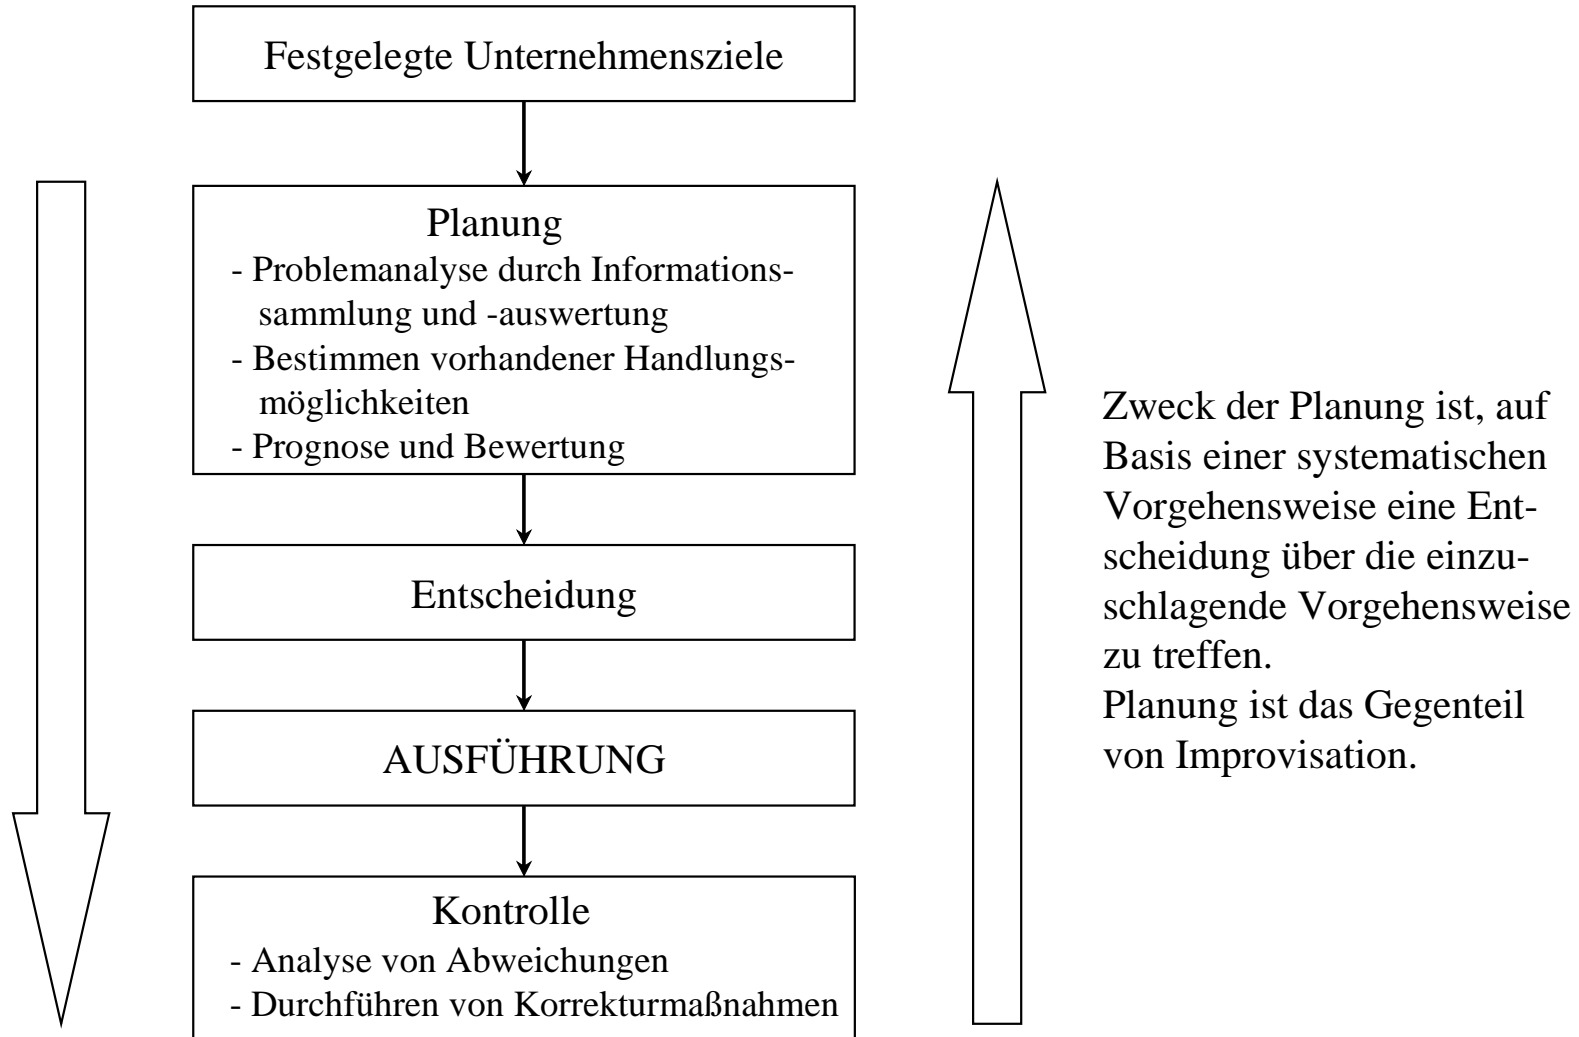 Festgelegte Unternehmensziele
Planung
- Problemanalyse durch Informations-
sammlung und -auswertung
- Bestimmen vorhandener Handlungs-
möglichkeiten
- Prognose und Bewertung
Entscheidung
AUSFÜHRUNG
Kontrolle
- Analyse von Abweichungen
- Durchführen von Korrekturmaßnahmen
Zweck der Planung ist, auf
Basis einer systematischen
Vorgehensweise eine Ent-
scheidung über die einzu-
schlagende Vorgehensweise
zu treffen.
Planung ist das Gegenteil
von Improvisation.